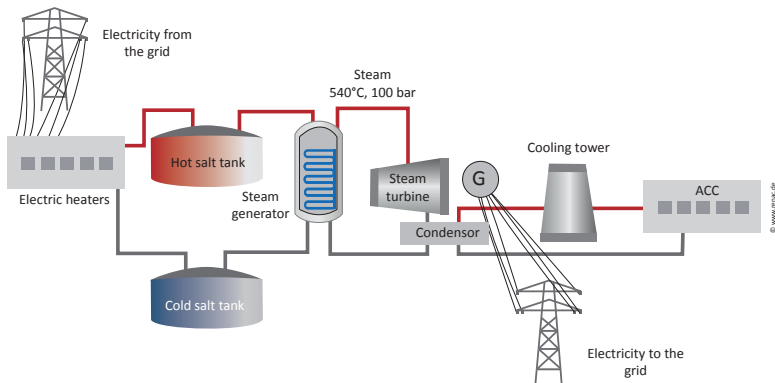 Electricity from
the grid
Steam
540°C, 100 bar
Cooling tower
Hot salt tank
Steam
turbine
G
ACC
Electric heaters
Steam
generator
Condensor
Cold salt tank
Electricity to the
grid
© www.renac.de